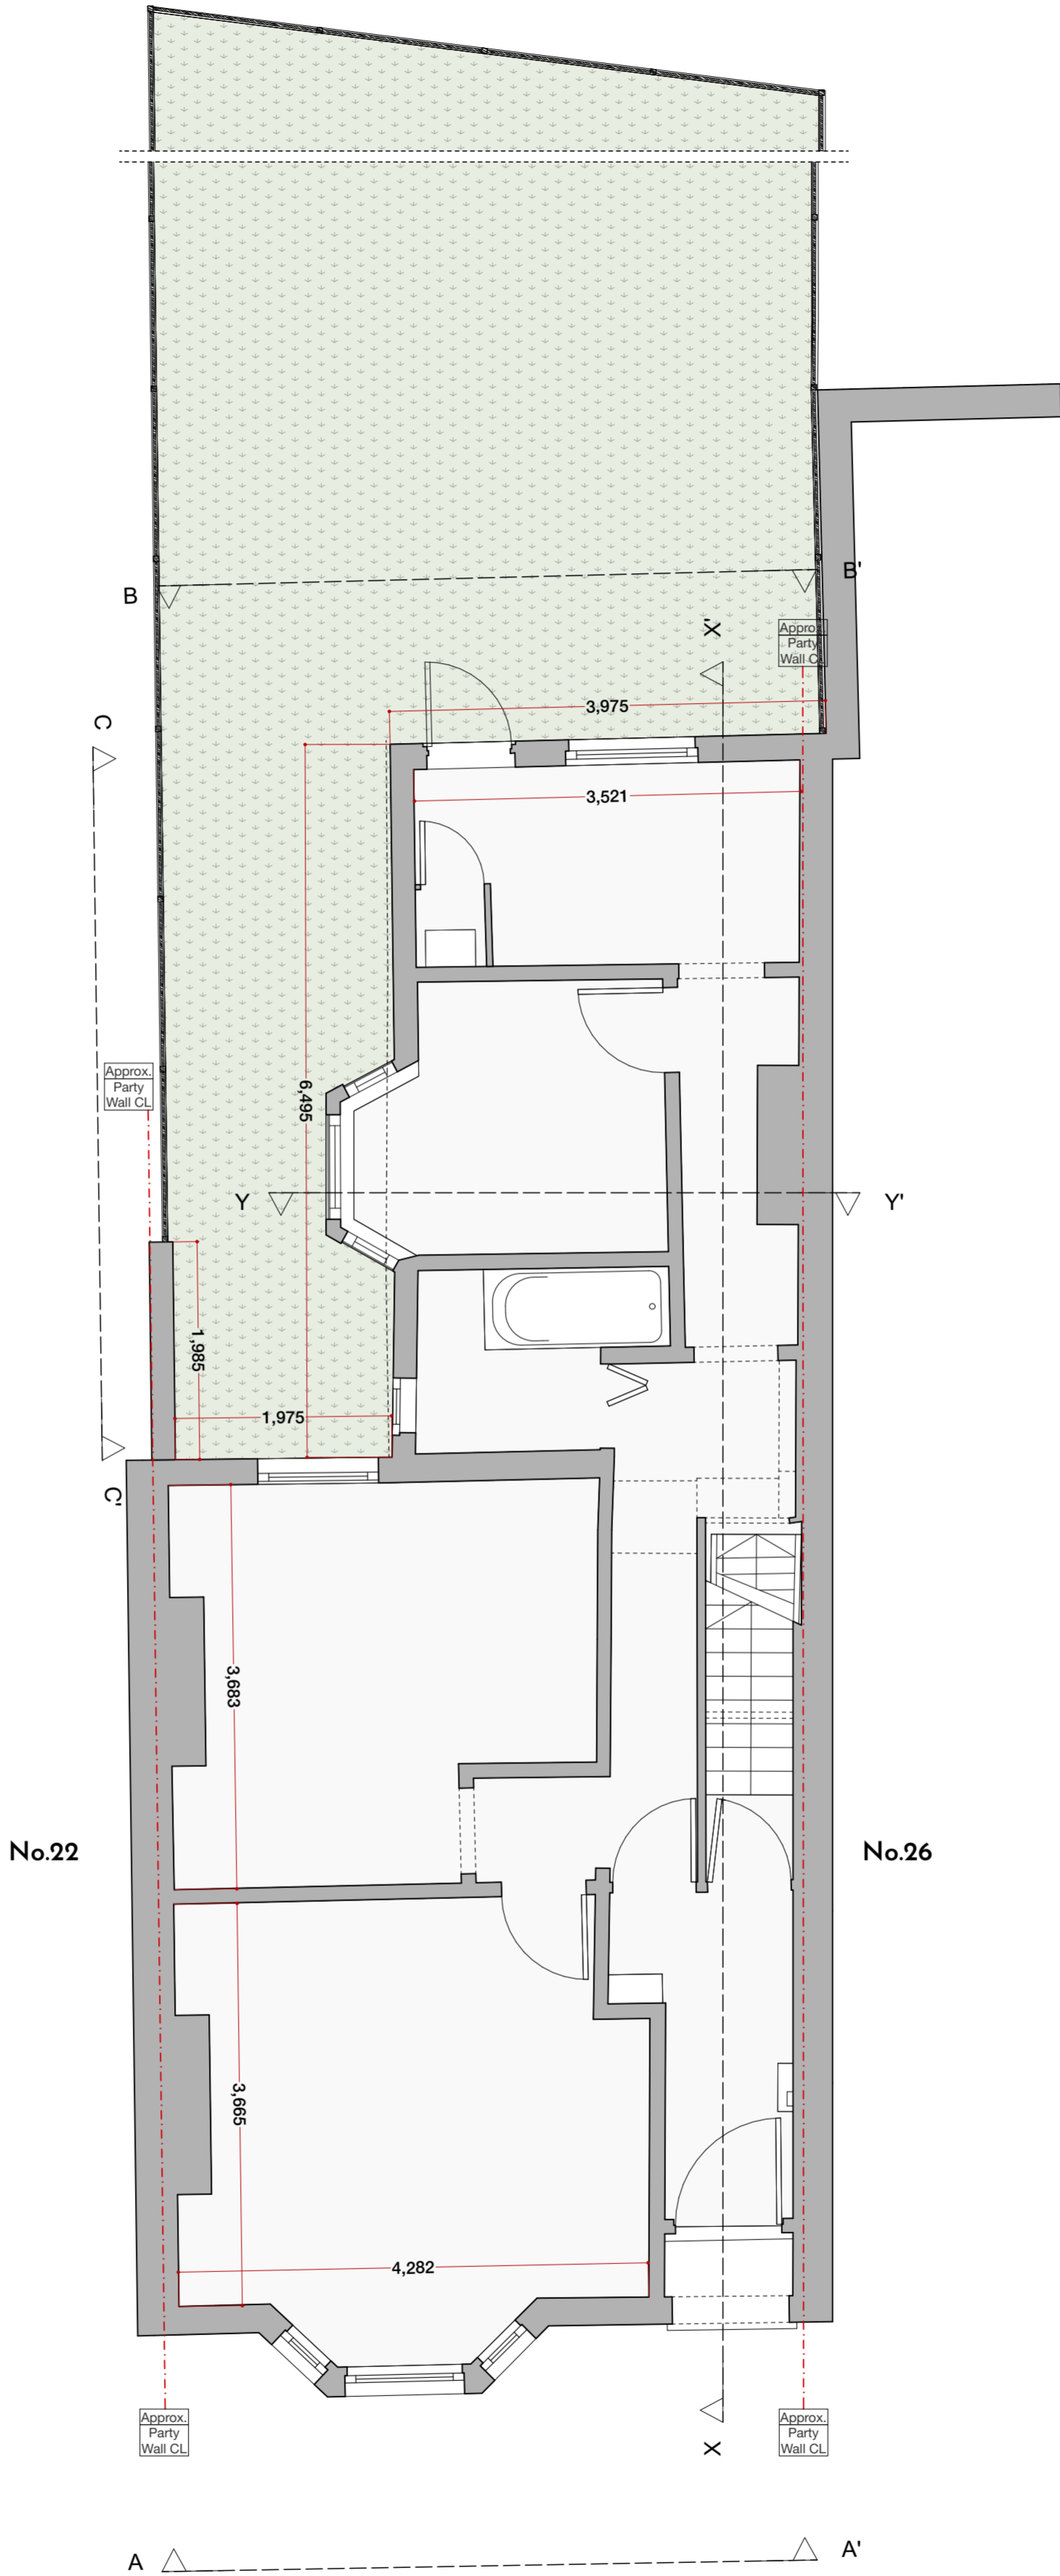 B
B'
X'
Approx.
Party
Wall CL
C
3,975
3,521
Approx.
Party
Wall CL
6,495
Y
Y'
1,985
1,975
C'
3,683
No.22
No.26
3,665
4,282
Approx.
Party
Wall CL
X
Approx.
Party
Wall CL
A
A'